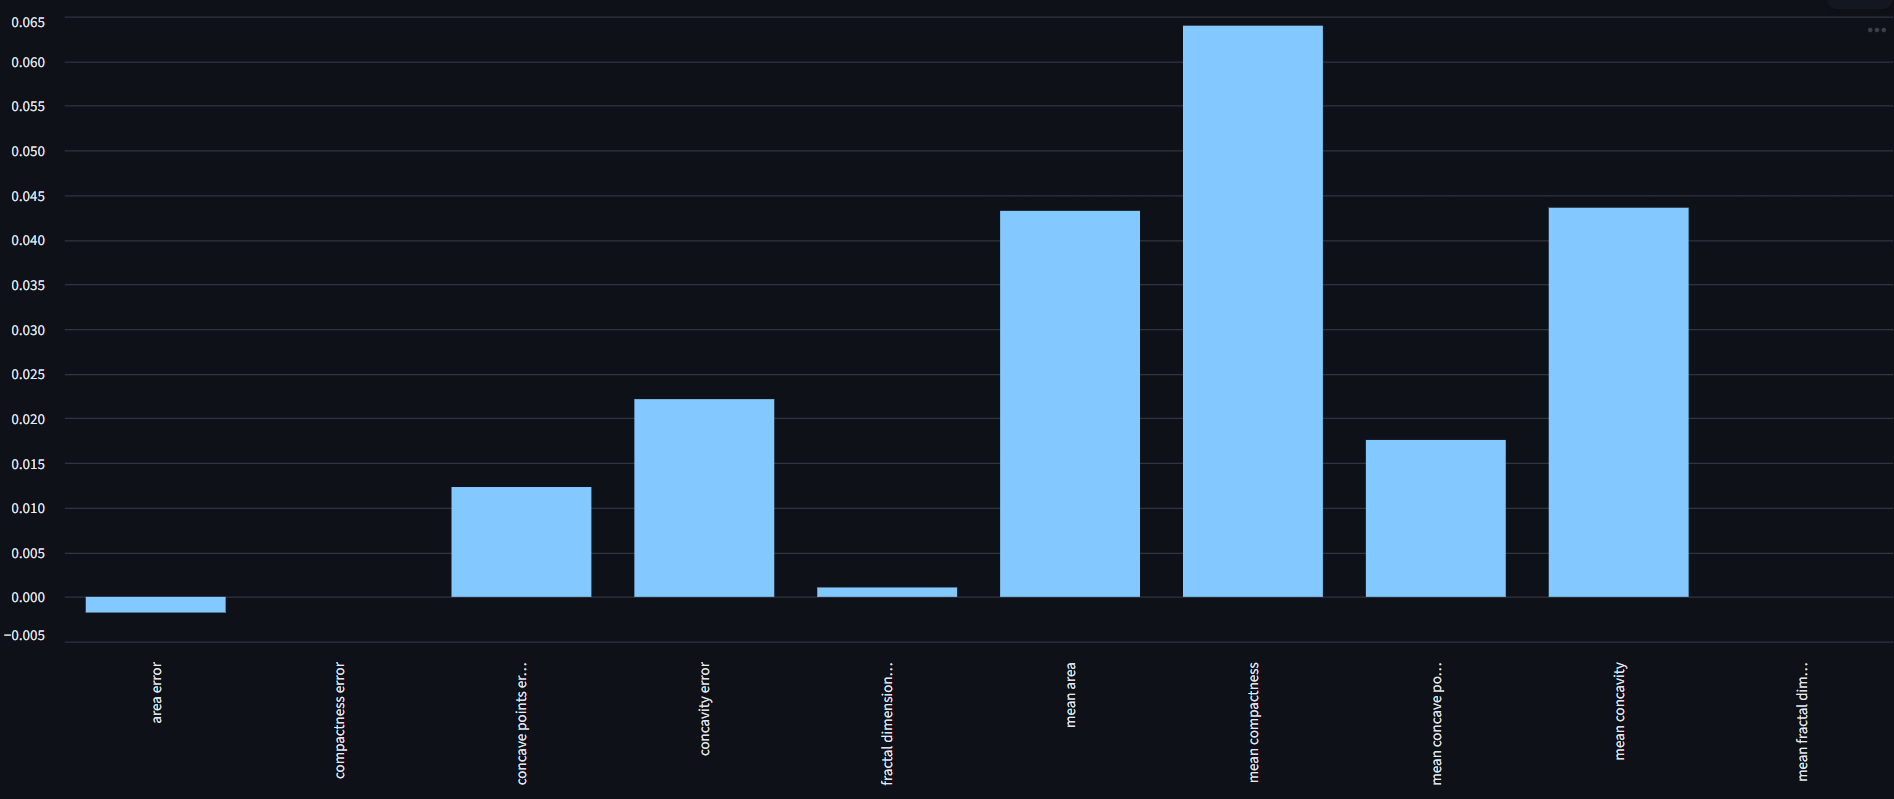 0.065
0.060
0.055
0.050
0.045
0.040
0.035
0.030
0.025
0.020
0.015
0.010
0.005
0.000
−0.005
area error
compactness error
concave points er…
concavity error
fractal dimension…
mean area
mean compactness
mean concave po…
mean concavity
mean fractal dim…